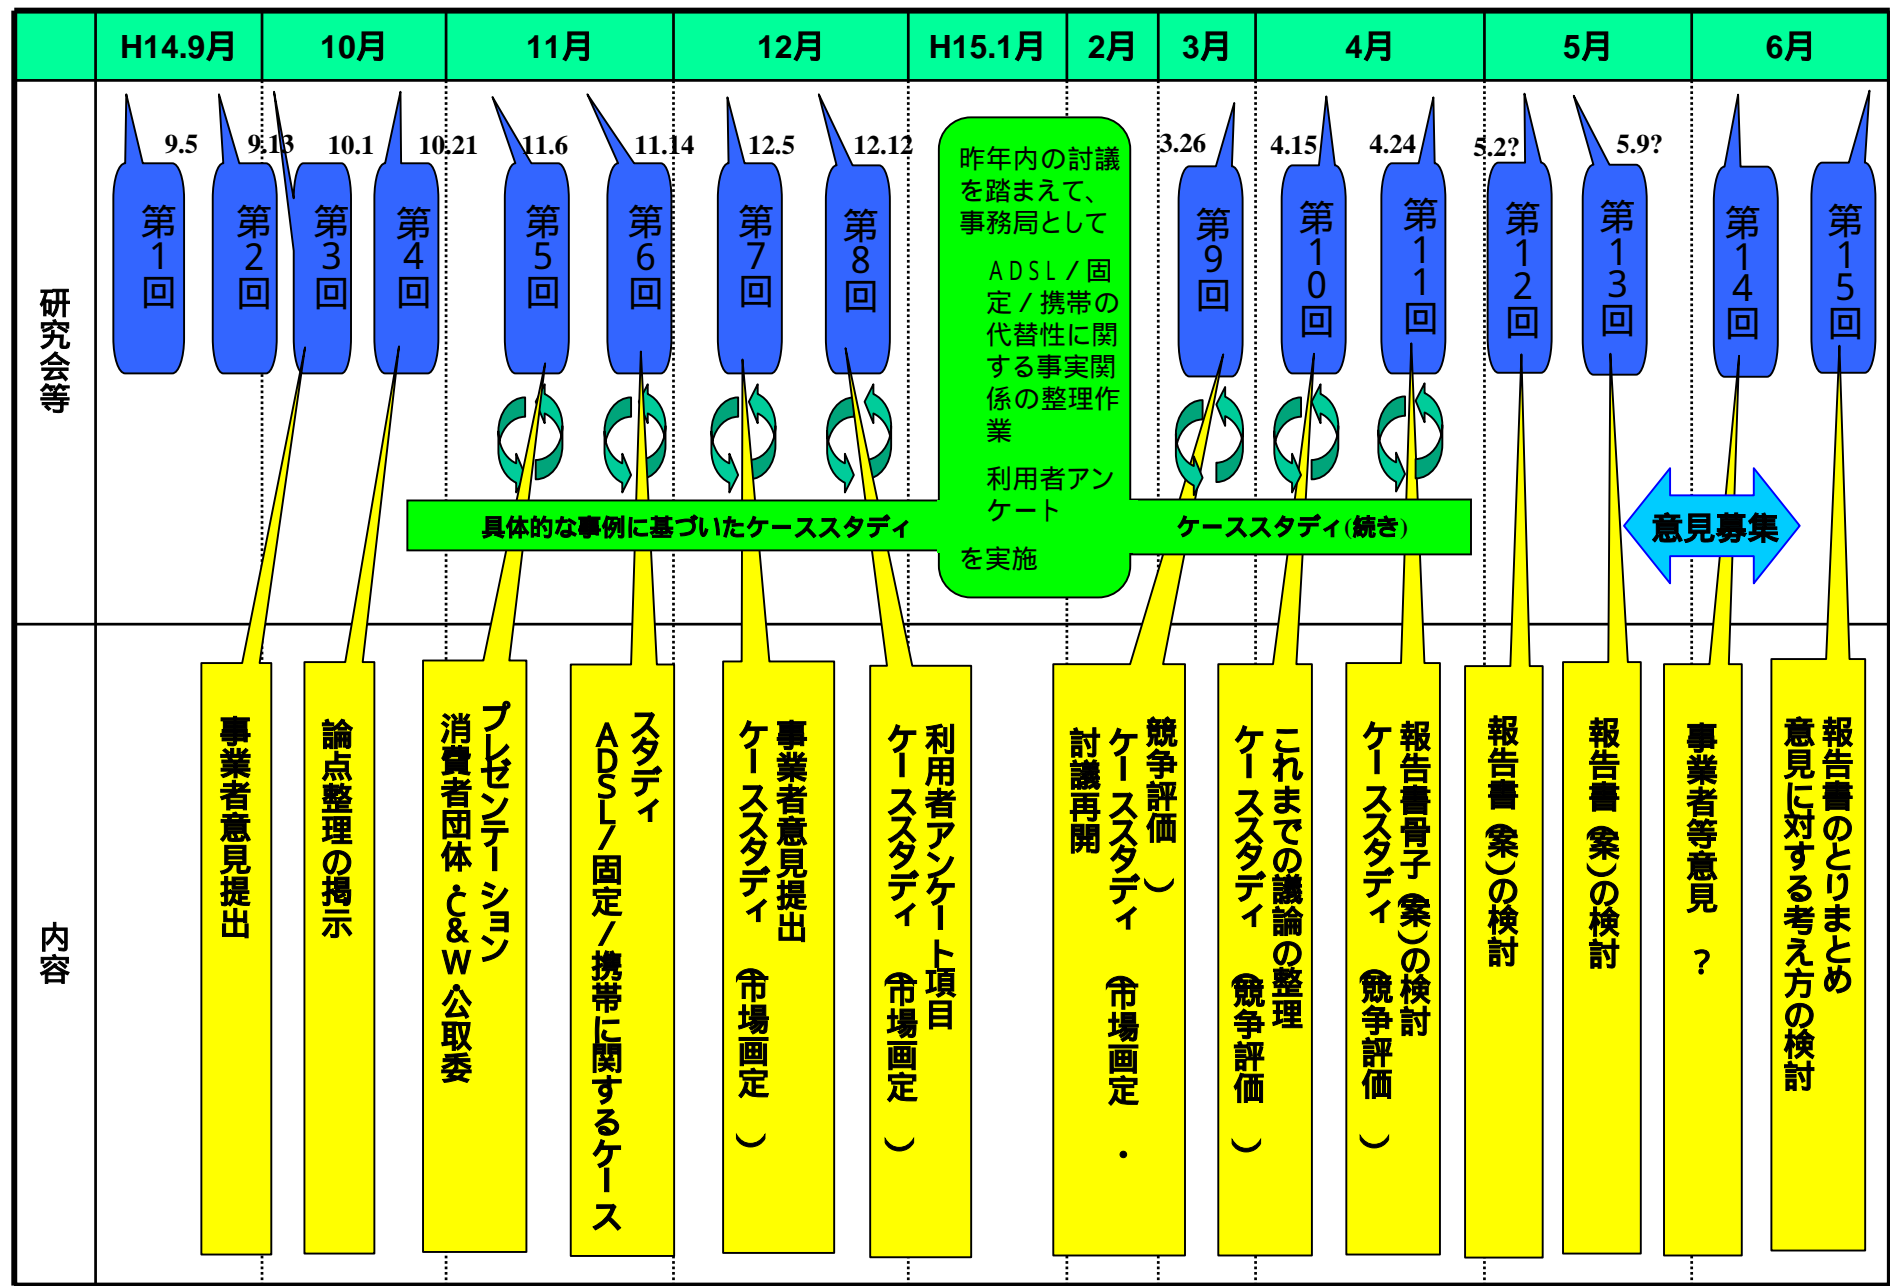 H14.9月
10月
11月
12月
H15.1月
2月
3月
4月
5月
6月
研究会等
9.5
9.13
10.1
10.21
11.6
11.14
12.5
12.12
3.26
4.15
4.24
5.2?
5.9?
第1回
第2回
第3回
第4回
第5回
第6回
第7回
第8回
第9回
第10回
第11回
第12回
第13回
第14回
第15回
昨年内の討議
を踏まえて、
事務局として
ADSL/固
定/携帯の
代替性に関
する事実関
係の整理作
業
利用者アン
ケート
を実施
具体的な事例に基づいたケーススタディ
ケーススタディ(続き)
意見募集
内容
事業者意見提出
論点整理の掲示
プレゼンテーション
消費者団体・C&W・公取委
スタディ
ADSL/固定/携帯に関するケース
事業者意見提出
ケーススタディ（市場画定）
利用者アンケート項目
ケーススタディ（市場画定）
競争評価）
ケーススタディ（市場画定・
討議再開
これまでの議論の整理
ケーススタディ（競争評価）
報告書骨子（案）の検討
ケーススタディ（競争評価）
報告書（案）の検討
報告書（案）の検討
事業者等意見?
報告書のとりまとめ
意見に対する考え方の検討